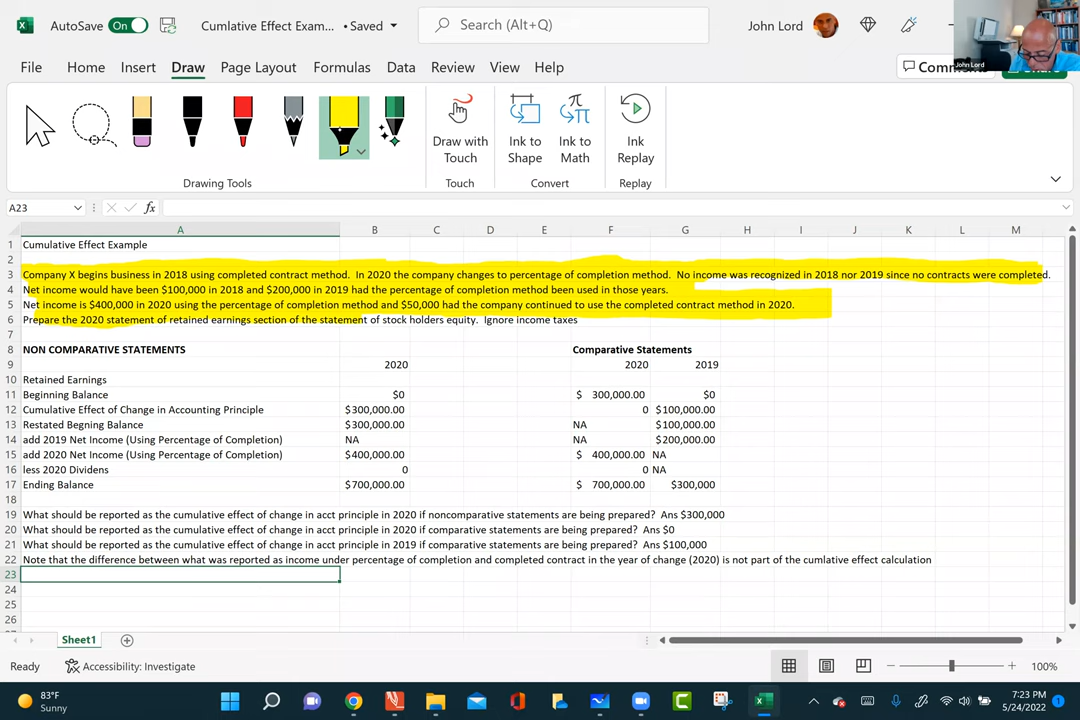 AutoSave On Cumulative Effect Exam... • Saved Search (Alt+Q) John Lord
John Lord
File Home Insert Draw Page Layout Formulas Data Review View Help
Draw with Touch Ink to Shape Ink to Math Ink Replay
Drawing Tools Touch Convert Replay
A23 fx
A B C D E F G H I J K L M
1 Cumulative Effect Example
2
3 Company X begins business in 2018 using completed contract method. In 2020 the company changes to percentage of completion method. No income was recognized in 2018 nor 2019 since no contracts were completed.
4 Net income would have been $100,000 in 2018 and $200,000 in 2019 had the percentage of completion method been used in those years.
5 Net income is $400,000 in 2020 using the percentage of completion method and $50,000 had the company continued to use the completed contract method in 2020.
6 Prepare the 2020 statement of retained earnings section of the statement of stock holders equity. Ignore income taxes
7
8 NON COMPARATIVE STATEMENTS Comparative Statements
9 2020 2020 2019
10 Retained Earnings
11 Beginning Balance $0 $ 300,000.00 $0
12 Cumulative Effect of Change in Accounting Principle $300,000.00 0 $100,000.00
13 Restated Begning Balance $300,000.00 NA $100,000.00
14 add 2019 Net Income (Using Percentage of Completion) NA NA $200,000.00
15 add 2020 Net Income (Using Percentage of Completion) $400,000.00 $ 400,000.00 NA
16 less 2020 Dividens 0 0 NA
17 Ending Balance $700,000.00 $ 700,000.00 $300,000
18
19 What should be reported as the cumulative effect of change in acct principle in 2020 if noncomparative statements are being prepared? Ans $300,000
20 What should be reported as the cumulative effect of change in acct principle in 2020 if comparative statements are being prepared? Ans $0
21 What should be reported as the cumulative effect of change in acct principle in 2019 if comparative statements are being prepared? Ans $100,000
22 Note that the difference between what was reported as income under percentage of completion and completed contract in the year of change (2020) is not part of the cumlative effect calculation
23
24
25
26
Sheet1
Ready Accessibility: Investigate 100%
83°F 7:23 PM
Sunny 5/24/2022